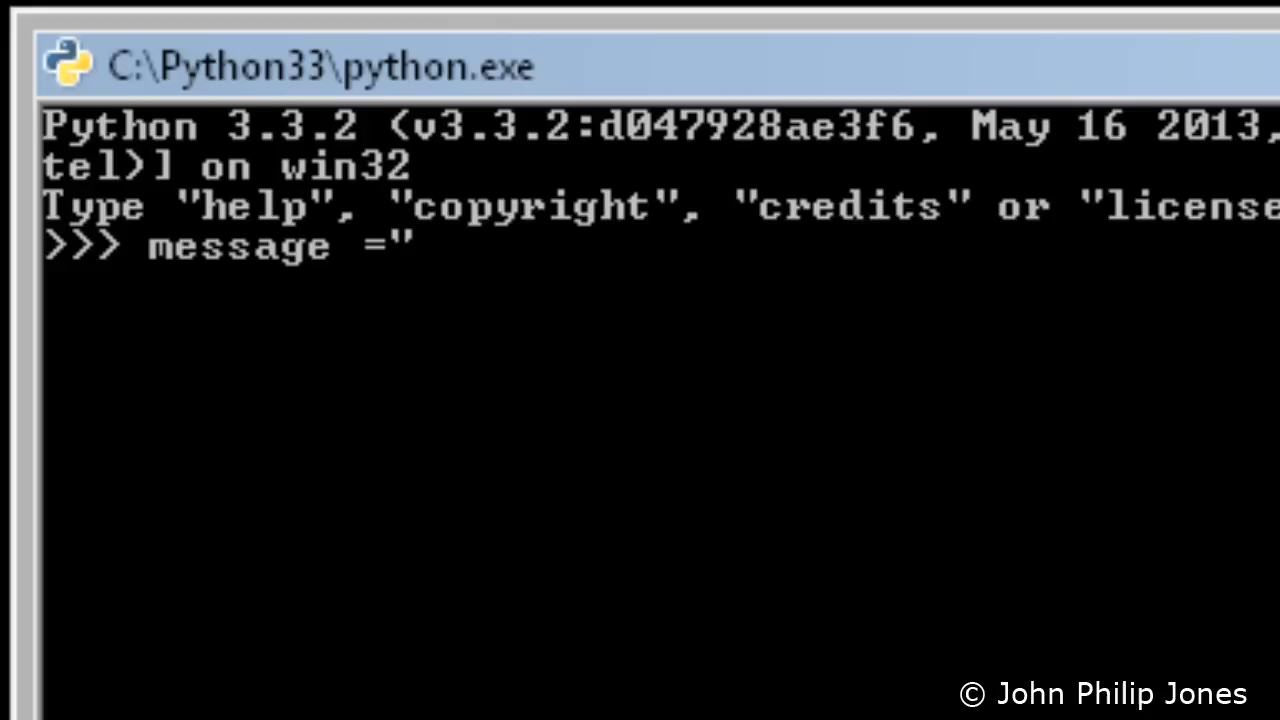 C:\Python33\python.exe
Python 3.3.2 (v3.3.2:d047928ae3f6, May 16 2013,
tel)] on win32
Type "help", "copyright", "credits" or "license
>>> message ="
© John Philip Jones